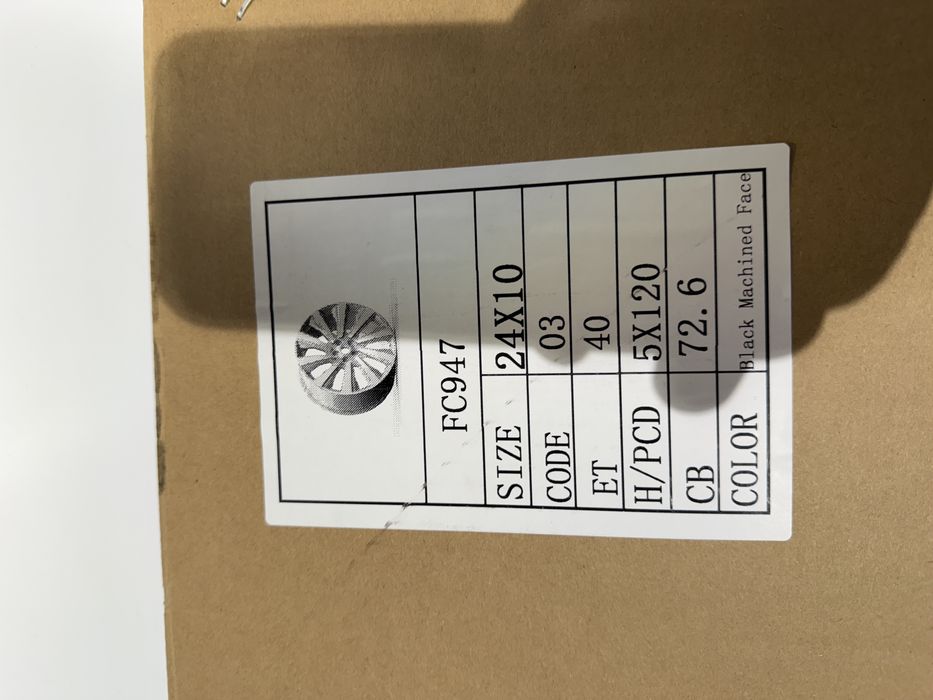 FC947
SIZE 24X10
CODE 03
ET 40
H/PCD 5X120
CB 72.6
COLOR Black Machined Face